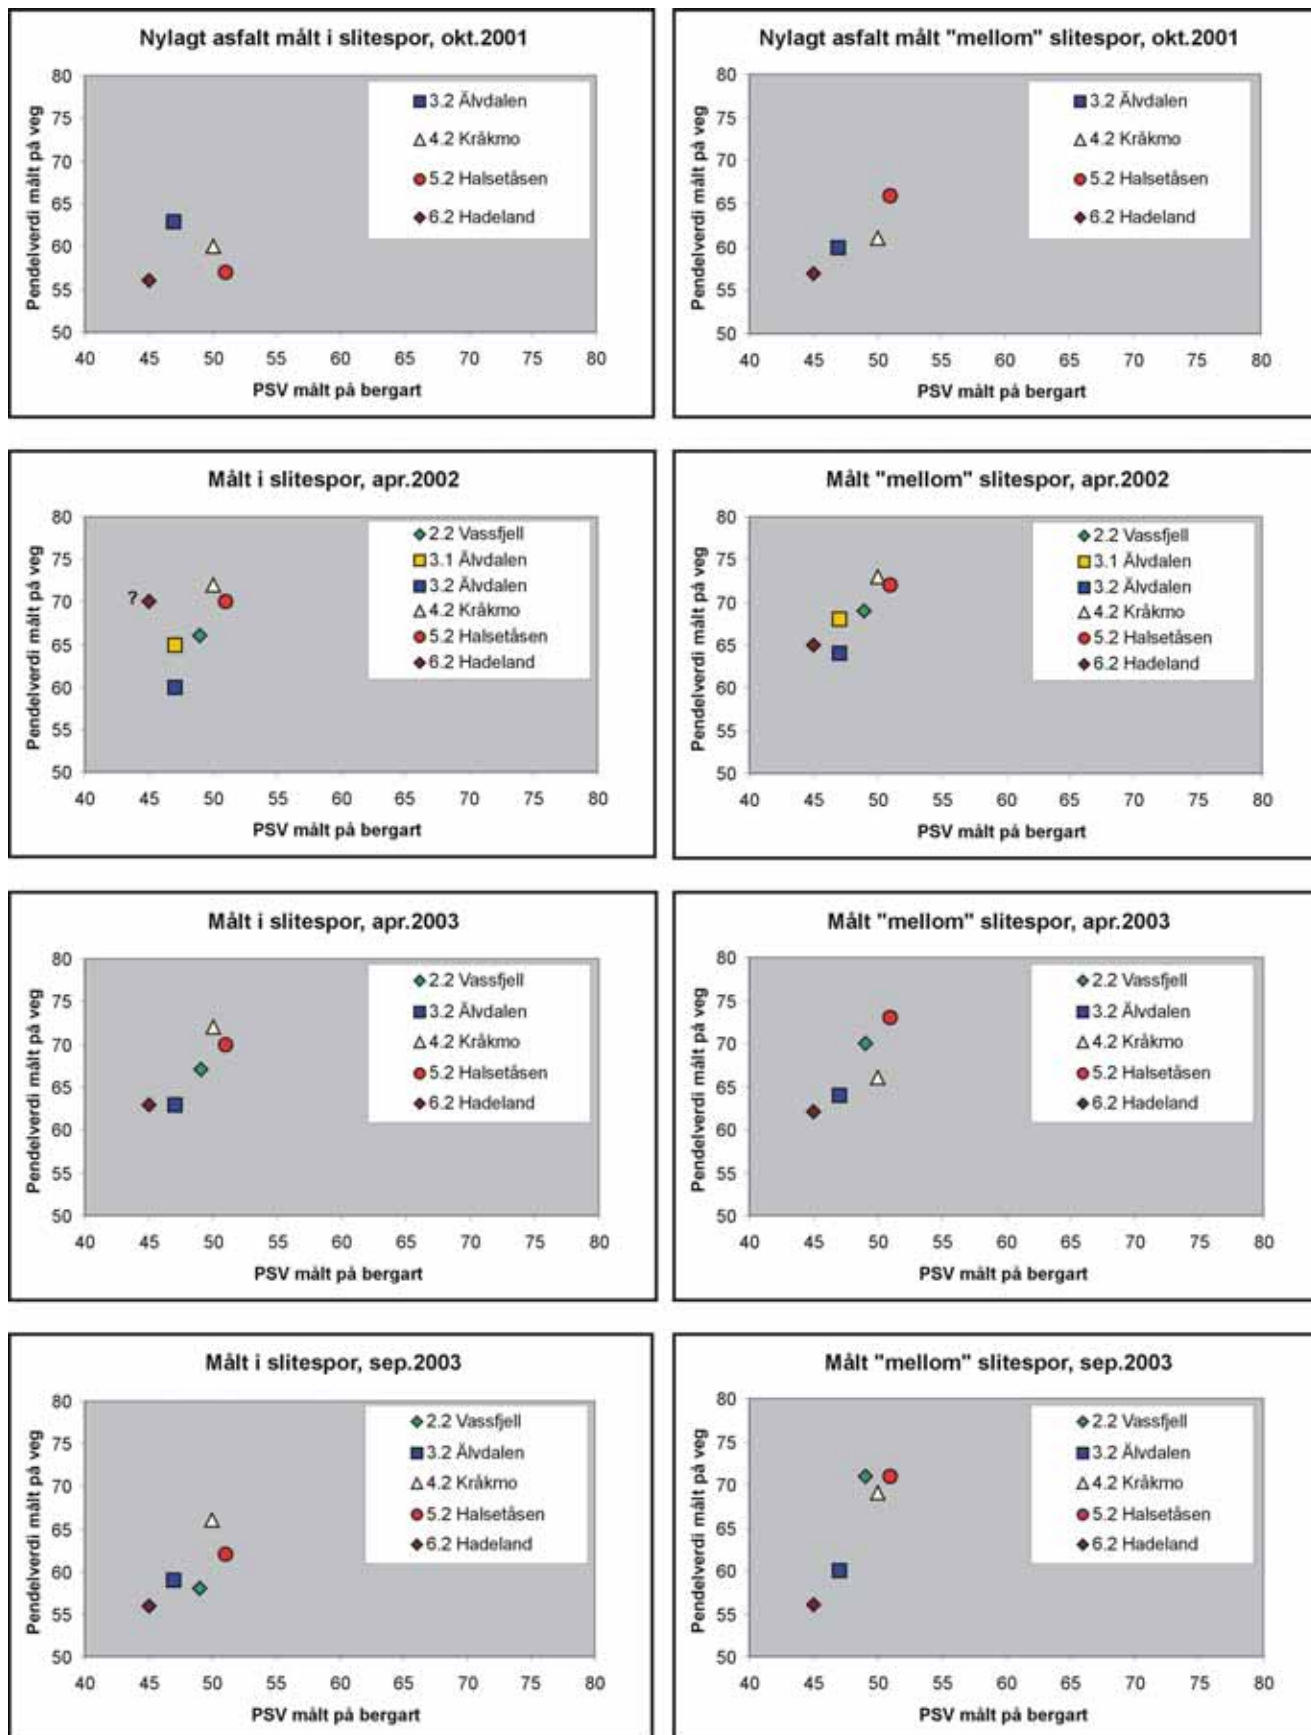 Nylagt asfalt målt i slitespor, okt.2001
Pendelverdi målt på veg
80
75
70
65
60
55
50
3.2 Älvdalen
4.2 Kråkmo
5.2 Halsetåsen
6.2 Hadeland
40 45 50 55 60 65 70 75 80
PSV målt på bergart
Nylagt asfalt målt "mellom" slitespor, okt.2001
Pendelverdi målt på veg
80
75
70
65
60
55
50
3.2 Älvdalen
4.2 Kråkmo
5.2 Halsetåsen
6.2 Hadeland
40 45 50 55 60 65 70 75 80
PSV målt på bergart
Målt i slitespor, apr.2002
Pendelverdi målt på veg
80
75
70
65
60
55
50
?
2.2 Vassfjell
3.1 Älvdalen
3.2 Älvdalen
4.2 Kråkmo
5.2 Halsetåsen
6.2 Hadeland
40 45 50 55 60 65 70 75 80
PSV målt på bergart
Målt "mellom" slitespor, apr.2002
Pendelverdi målt på veg
80
75
70
65
60
55
50
2.2 Vassfjell
3.1 Älvdalen
3.2 Älvdalen
4.2 Kråkmo
5.2 Halsetåsen
6.2 Hadeland
40 45 50 55 60 65 70 75 80
PSV målt på bergart
Målt i slitespor, apr.2003
Pendelverdi målt på veg
80
75
70
65
60
55
50
2.2 Vassfjell
3.2 Älvdalen
4.2 Kråkmo
5.2 Halsetåsen
6.2 Hadeland
40 45 50 55 60 65 70 75 80
PSV målt på bergart
Målt "mellom" slitespor, apr.2003
Pendelverdi målt på veg
80
75
70
65
60
55
50
2.2 Vassfjell
3.2 Älvdalen
4.2 Kråkmo
5.2 Halsetåsen
6.2 Hadeland
40 45 50 55 60 65 70 75 80
PSV målt på bergart
Målt i slitespor, sep.2003
Pendelverdi målt på veg
80
75
70
65
60
55
50
2.2 Vassfjell
3.2 Älvdalen
4.2 Kråkmo
5.2 Halsetåsen
6.2 Hadeland
40 45 50 55 60 65 70 75 80
PSV målt på bergart
Målt "mellom" slitespor, sep.2003
Pendelverdi målt på veg
80
75
70
65
60
55
50
2.2 Vassfjell
3.2 Älvdalen
4.2 Kråkmo
5.2 Halsetåsen
6.2 Hadeland
40 45 50 55 60 65 70 75 80
PSV målt på bergart